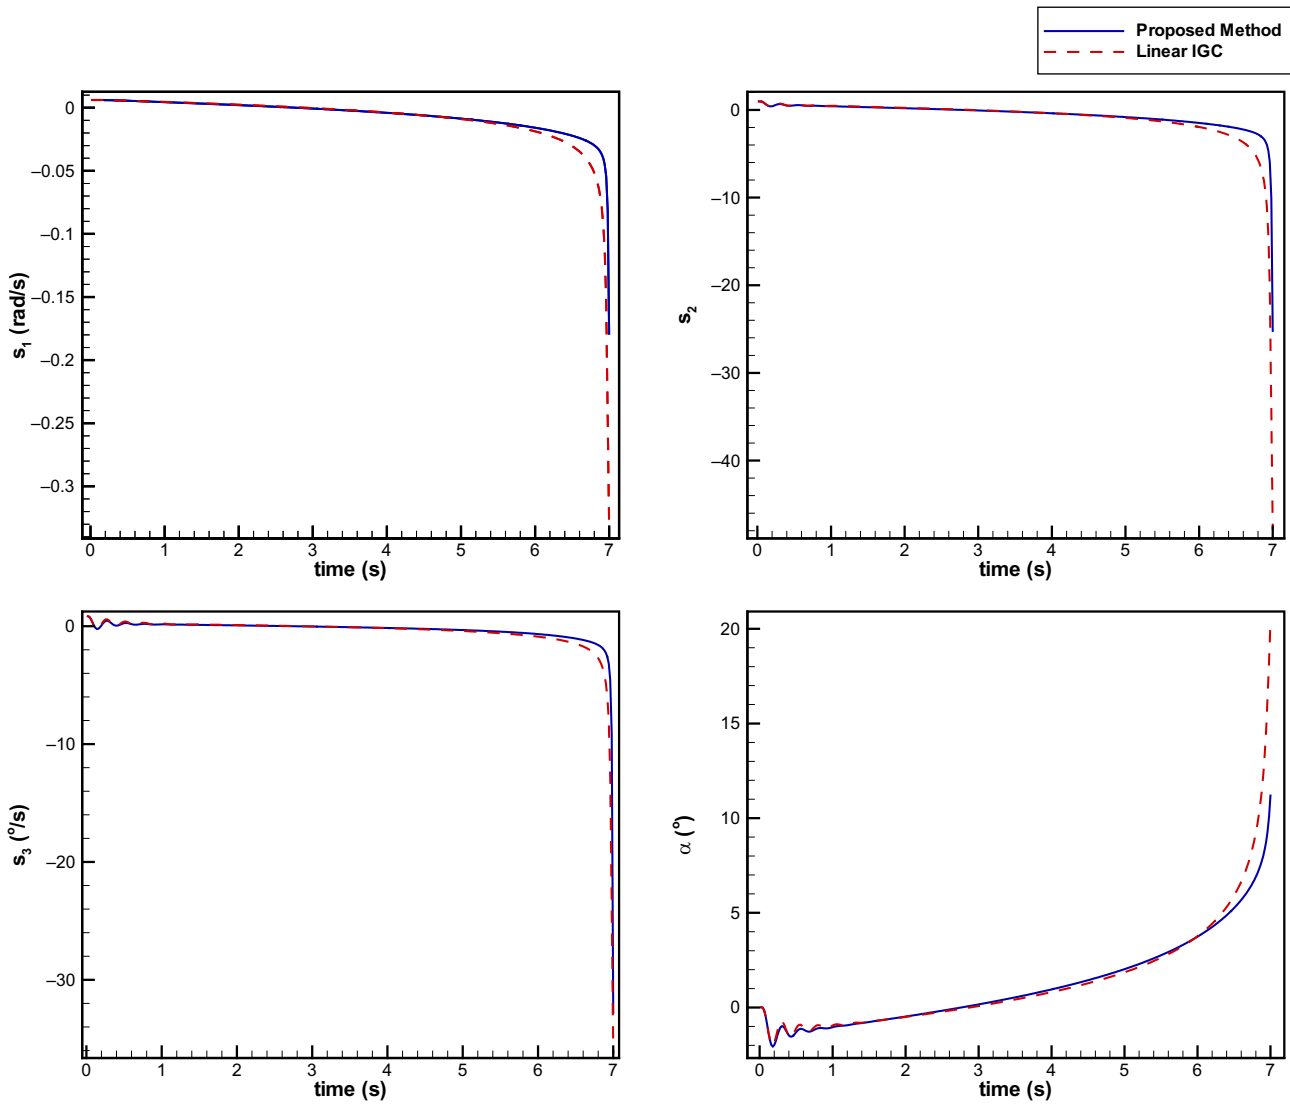 Proposed Method
Linear IGC
0
–0.05
–0.1
–0.15
–0.2
–0.25
–0.3
s1 (rad/s)
0 1 2 3 4 5 6 7
time (s)
0
–10
–20
–30
–40
s2
0 1 2 3 4 5 6 7
time (s)
0
–10
–20
–30
s3 (°/s)
0 1 2 3 4 5 6 7
time (s)
20
15
10
5
0
α (°)
0 1 2 3 4 5 6 7
time (s)